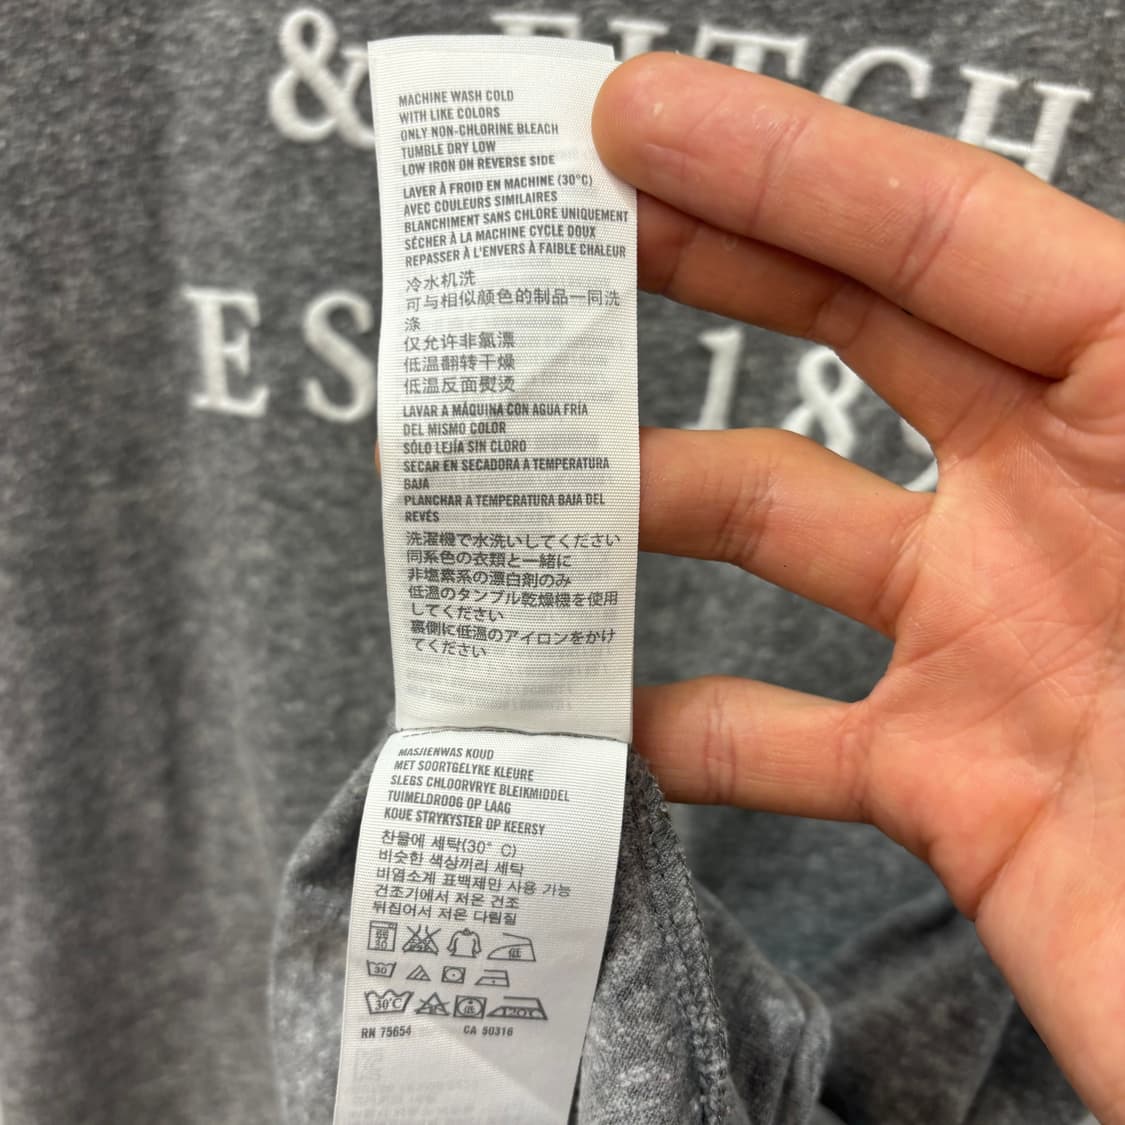 & FITCH
EST 189
MACHINE WASH COLD
WITH LIKE COLORS
ONLY NON-CHLORINE BLEACH
TUMBLE DRY LOW
LOW IRON ON REVERSE SIDE
LAVER À FROID EN MACHINE (30°C)
AVEC COULEURS SIMILAIRES
BLANCHIMENT SANS CHLORE UNIQUEMENT
SÉCHER À LA MACHINE CYCLE DOUX
REPASSER À L'ENVERS À FAIBLE CHALEUR
冷水机洗
可与相似颜色的制品一同洗
涤
仅允许非氯漂
低温翻转干燥
低温反面熨烫
LAVAR A MÁQUINA CON AGUA FRÍA
DEL MISMO COLOR
SÓLO LEJÍA SIN CLORO
SECAR EN SECADORA A TEMPERATURA
BAJA
PLANCHAR A TEMPERATURA BAJA DEL
REVÉS
洗濯機で水洗いしてください
同系色の衣類と一緒に
非塩素系の漂白剤のみ
低温のタンブル乾燥機を使用
してください
裏側に低温のアイロンをかけ
てください
MASJIENWAS KOUD
MET SOORTGELYKE KLEURE
SLEGS CHLOORVRYE BLEIKMIDDEL
TUIMELDROOG OP LAAG
KOUE STRYKYSTER OP KEERSY
찬물에 세탁(30° C)
비슷한 색상끼리 세탁
비염소계 표백제만 사용 가능
건조기에서 저온 건조
뒤집어서 저온 다림질
低
30
30°C 低 120°C
RN 75654 CA 50316